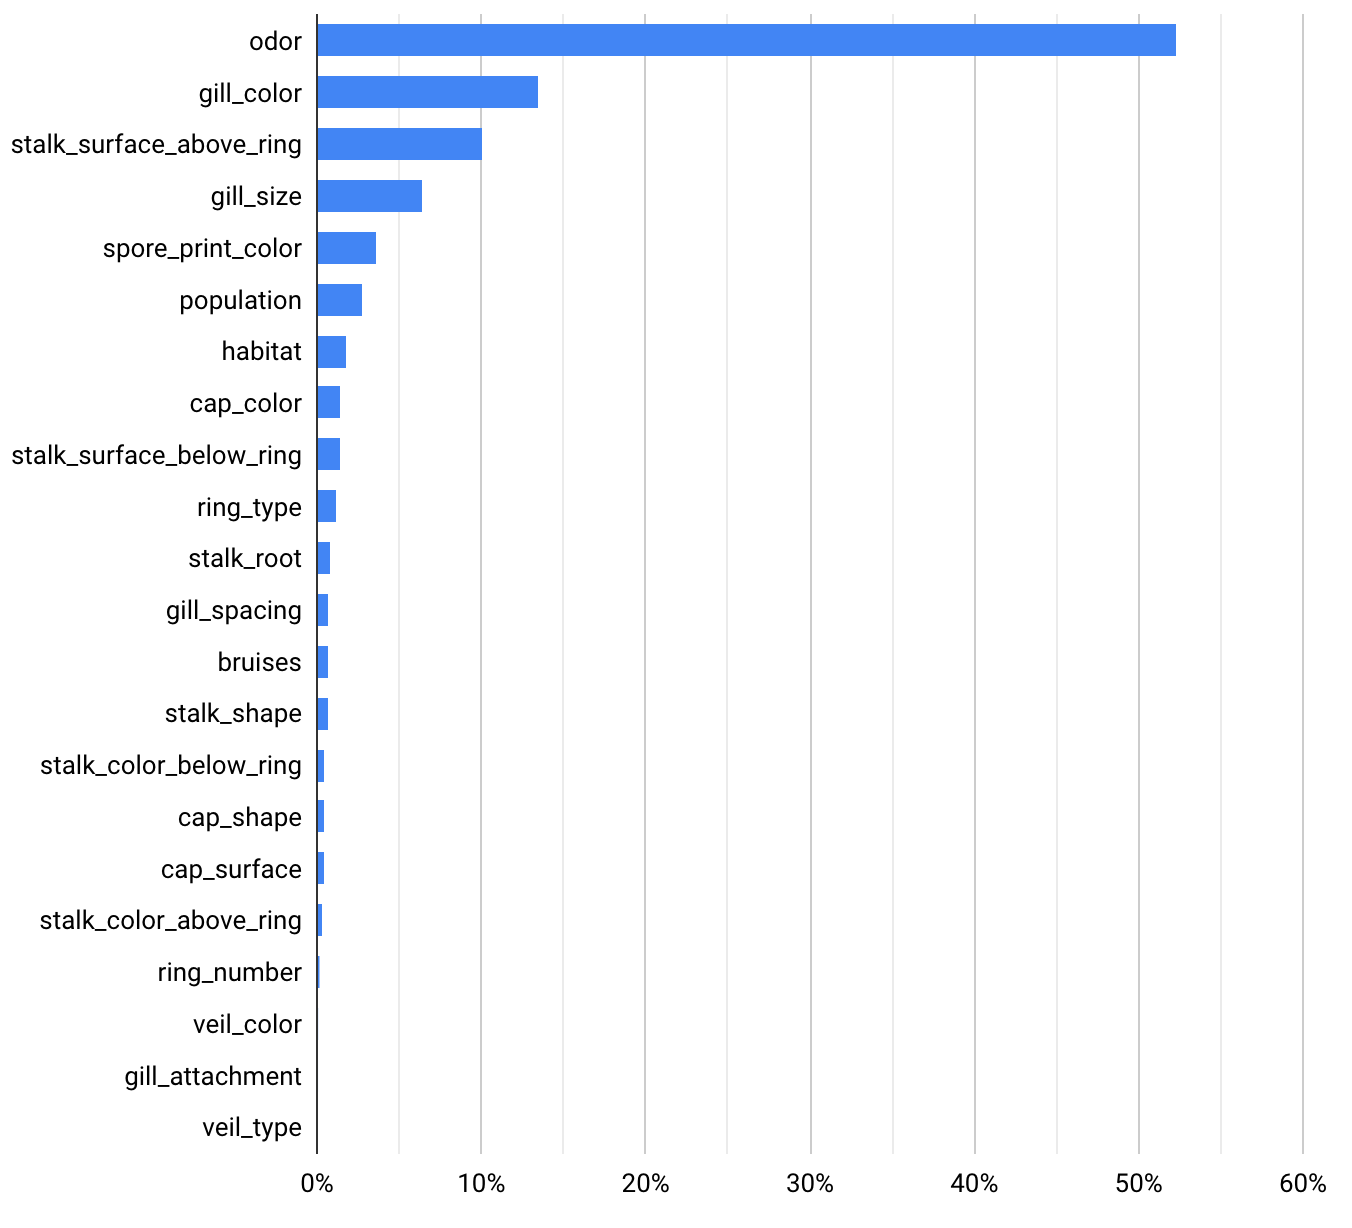 odor
gill_color
stalk_surface_above_ring
gill_size
spore_print_color
population
habitat
cap_color
stalk_surface_below_ring
ring_type
stalk_root
gill_spacing
bruises
stalk_shape
stalk_color_below_ring
cap_shape
cap_surface
stalk_color_above_ring
ring_number
veil_color
gill_attachment
veil_type
0% 10% 20% 30% 40% 50% 60%